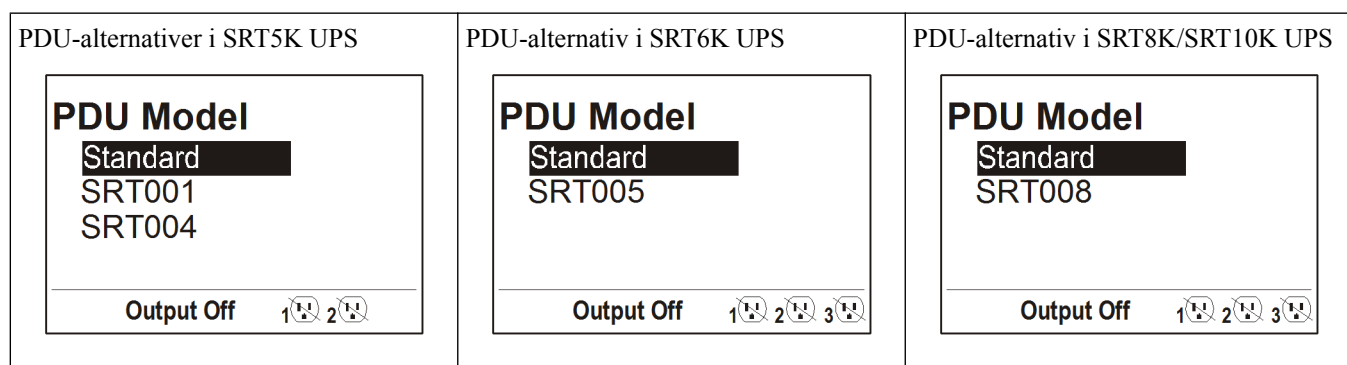 PDU-alternativer i SRT5K UPS
PDU Model
Standard
SRT001
SRT004
Output Off 1 2
PDU-alternativ i SRT6K UPS
PDU Model
Standard
SRT005
Output Off 1 2 3
PDU-alternativ i SRT8K/SRT10K UPS
PDU Model
Standard
SRT008
Output Off 1 2 3